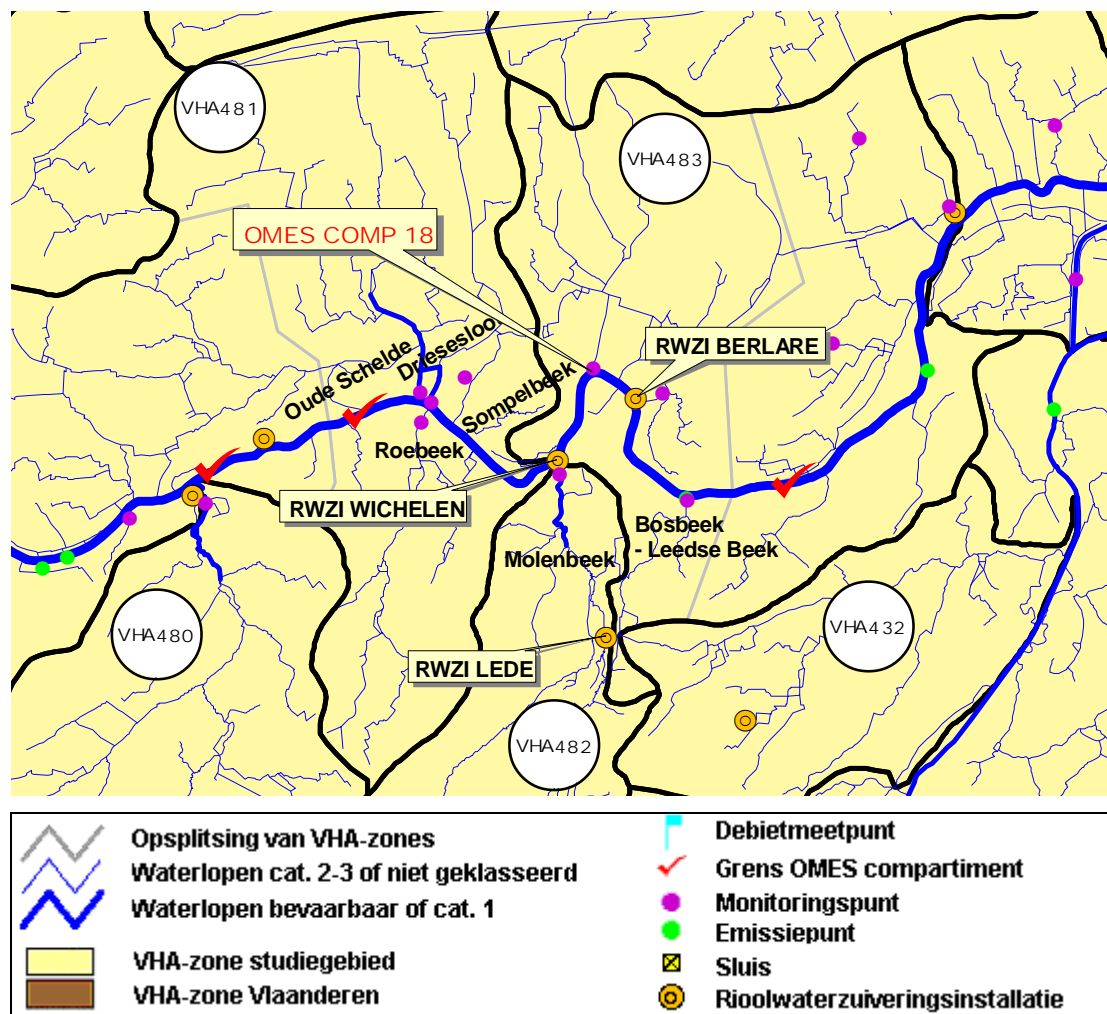 VHA481
VHA483
OMES COMP 18
RWZI BERLARE
Oude Schelde
Driesesloo
Sompelbeek
Roebeek
RWZI WICHELEN
Bosbeek
- Leedse Beek
Molenbeek
VHA480
VHA432
RWZI LEDE
VHA482
Opsplitsing van VHA-zones
Waterlopen cat. 2-3 of niet geklasseerd
Waterlopen bevaarbaar of cat. 1
VHA-zone studiegebied
VHA-zone Vlaanderen
Debietmeetpunt
Grens OMES compartiment
Monitoringspunt
Emissiepunt
Sluis
Rioolwaterzuiveringsinstallatie